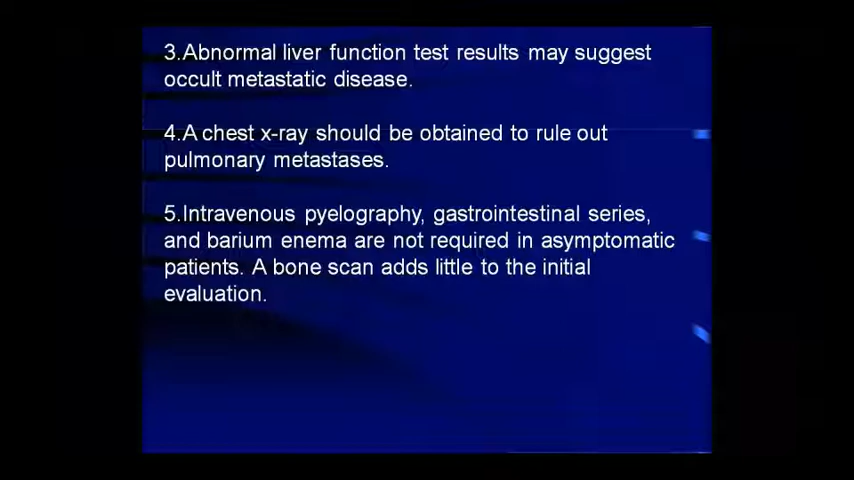 3.Abnormal liver function test results may suggest
occult metastatic disease.
4.A chest x-ray should be obtained to rule out
pulmonary metastases.
5.Intravenous pyelography, gastrointestinal series,
and barium enema are not required in asymptomatic
patients. A bone scan adds little to the initial
evaluation.